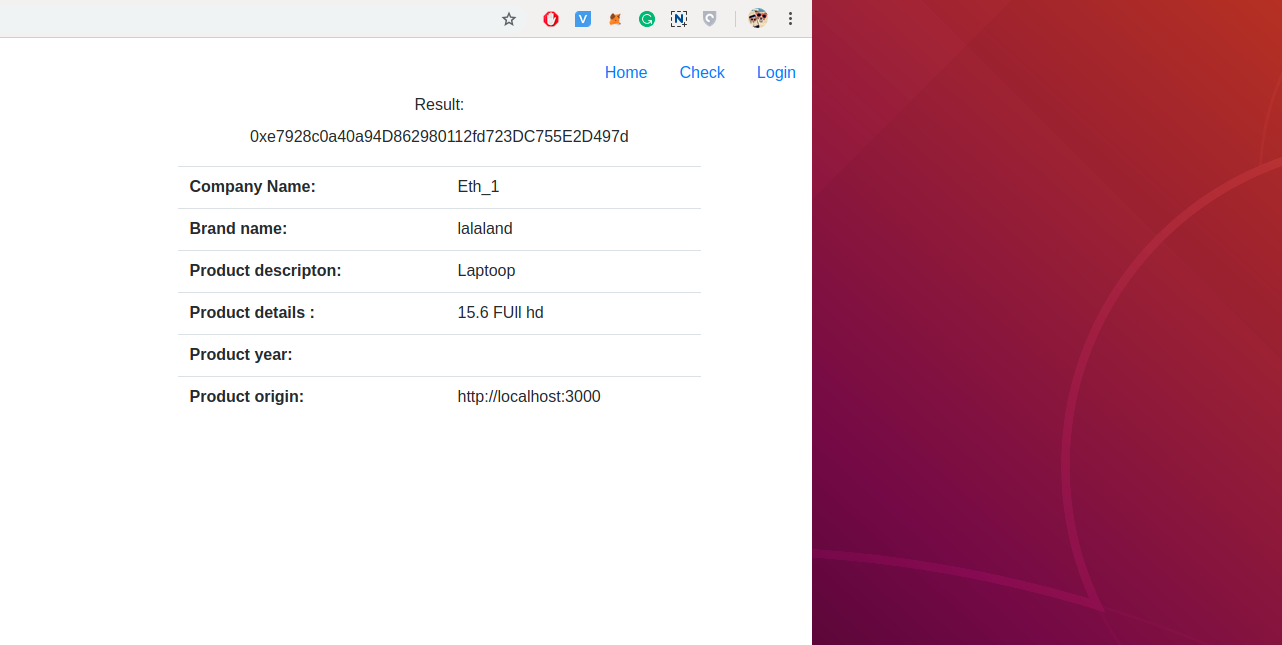 Home Check Login
Result:
0xe7928c0a40a94D862980112fd723DC755E2D497d
Company Name: Eth_1
Brand name: lalaland
Product descripton: Laptoop
Product details : 15.6 FUll hd
Product year:
Product origin: http://localhost:3000